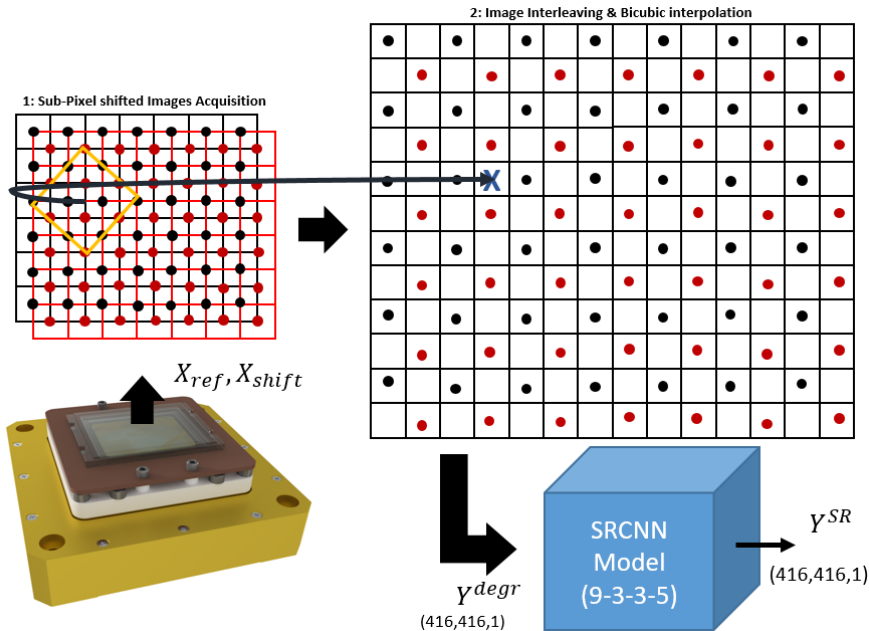 2: Image Interleaving & Bicubic interpolation
1: Sub-Pixel shifted Images Acquisition
X
X_ref, X_shift
SRCNN
Model
(9-3-3-5)
Y^SR
(416,416,1)
Y^degr
(416,416,1)